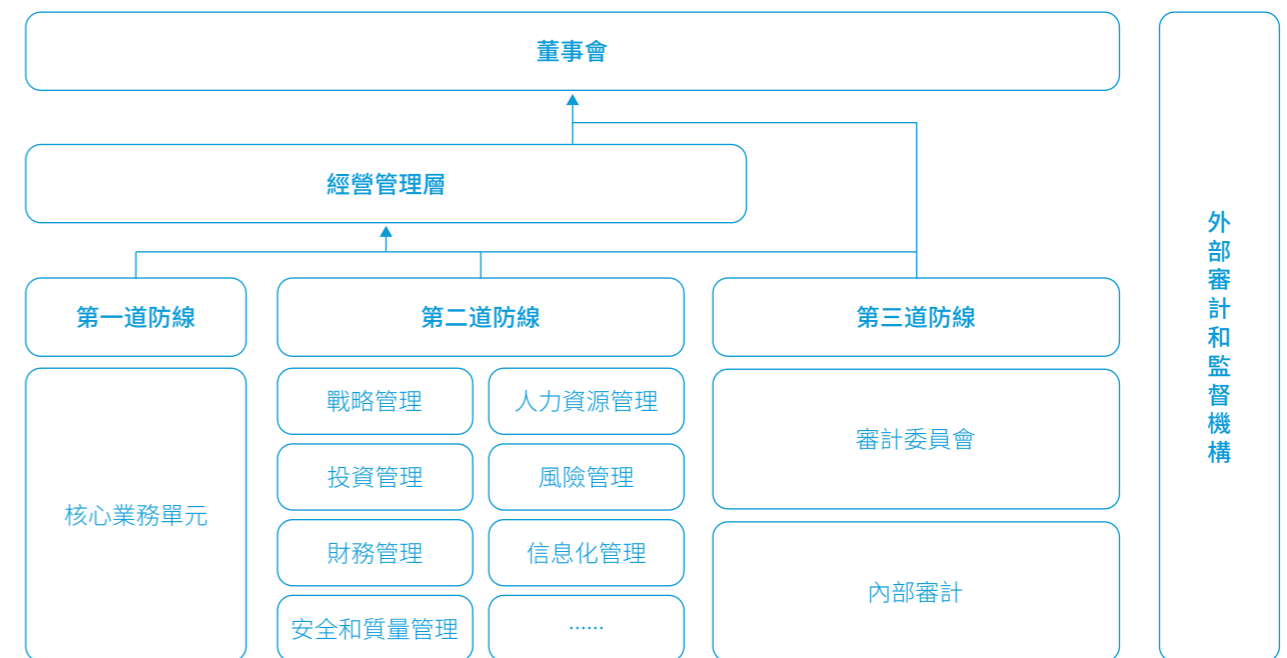 董事會
經營管理層
第一道防線
第二道防線
第三道防線
核心業務單元
戰略管理
人力資源管理
投資管理
風險管理
財務管理
信息化管理
安全和質量管理
......
審計委員會
內部審計
外部審計和監督機構